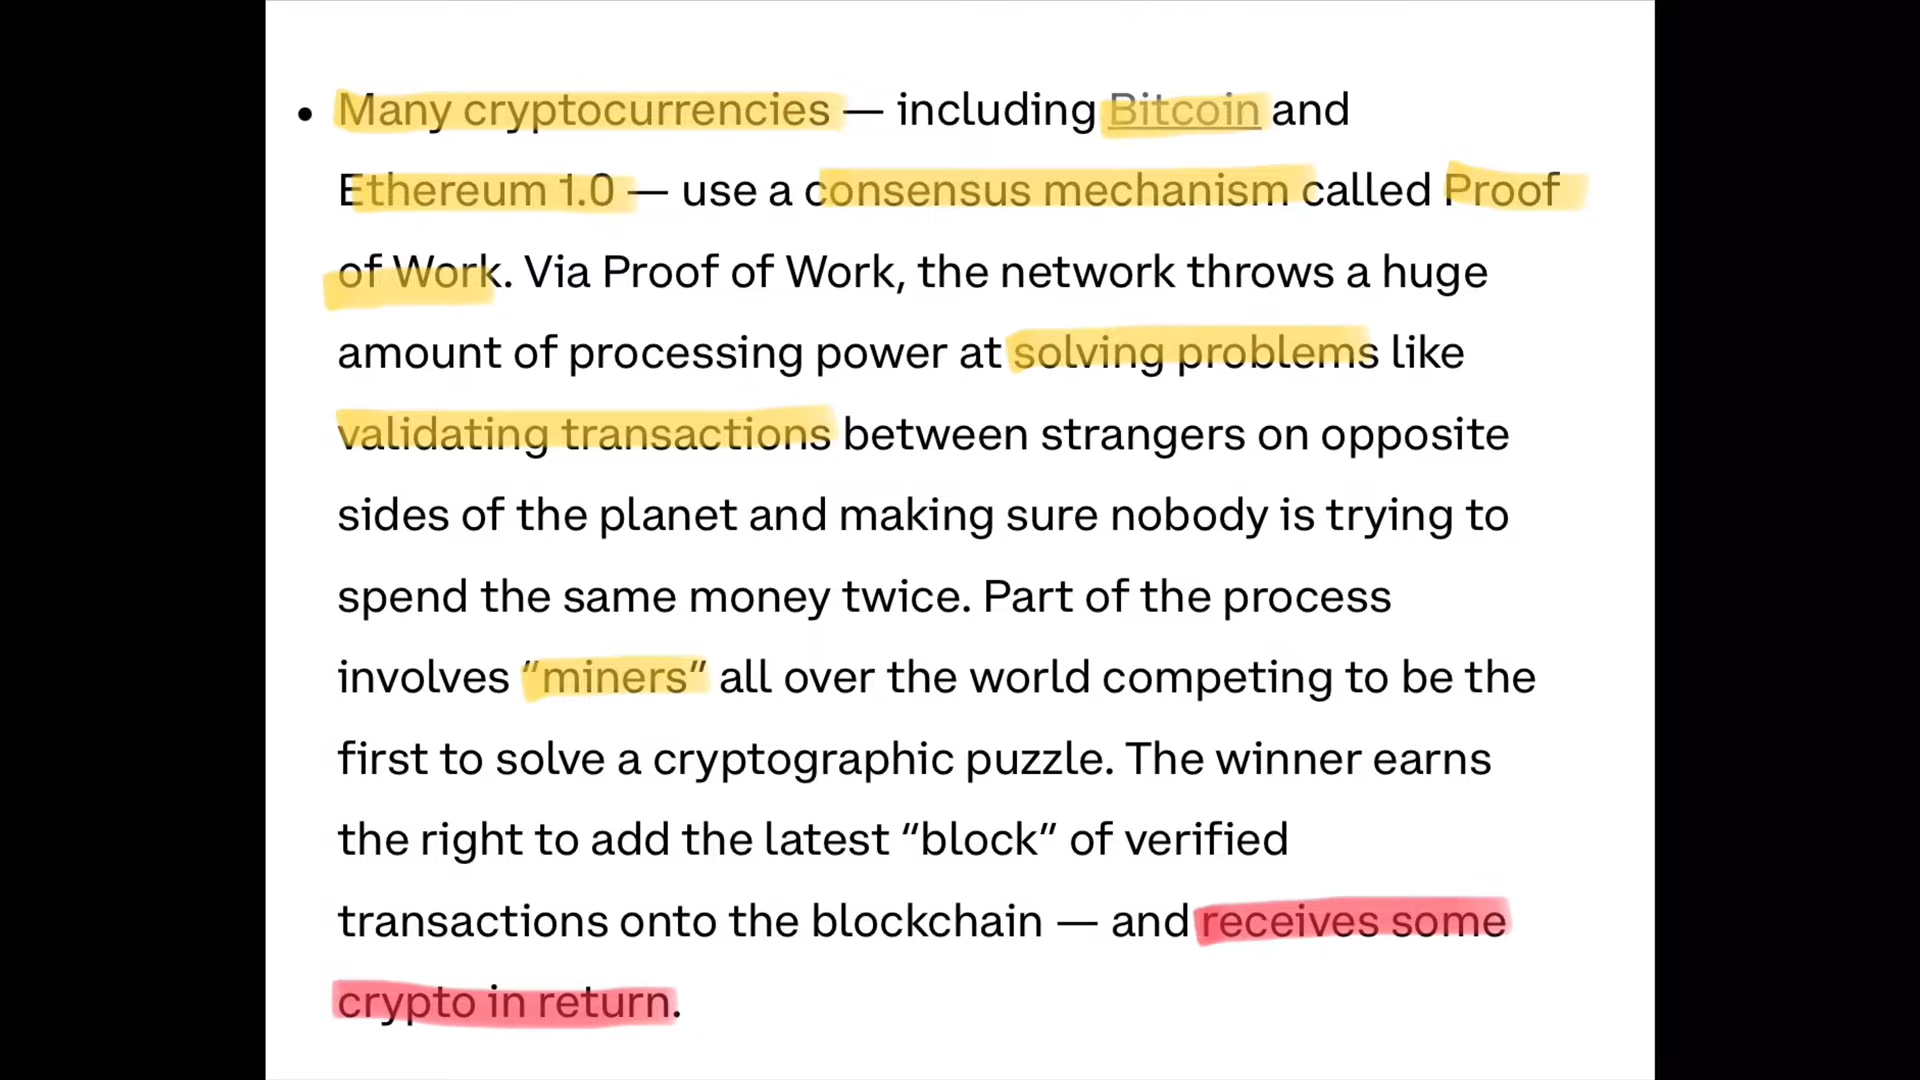 • Many cryptocurrencies — including Bitcoin and
Ethereum 1.0 — use a consensus mechanism called Proof
of Work. Via Proof of Work, the network throws a huge
amount of processing power at solving problems like
validating transactions between strangers on opposite
sides of the planet and making sure nobody is trying to
spend the same money twice. Part of the process
involves “miners” all over the world competing to be the
first to solve a cryptographic puzzle. The winner earns
the right to add the latest “block” of verified
transactions onto the blockchain — and receives some
crypto in return.